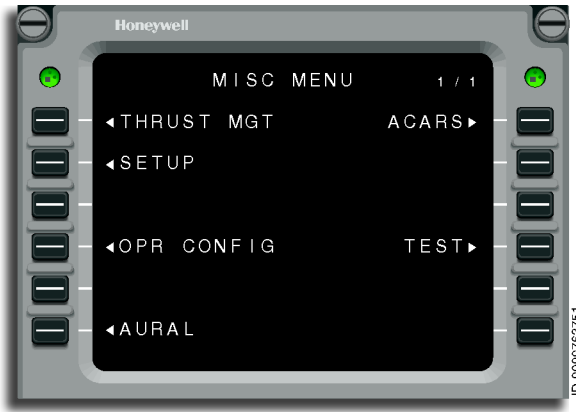 Honeywell
MISC MENU 1 / 1
◂THRUST MGT ACARS▸
◂SETUP
◂OPR CONFIG TEST▸
◂AURAL